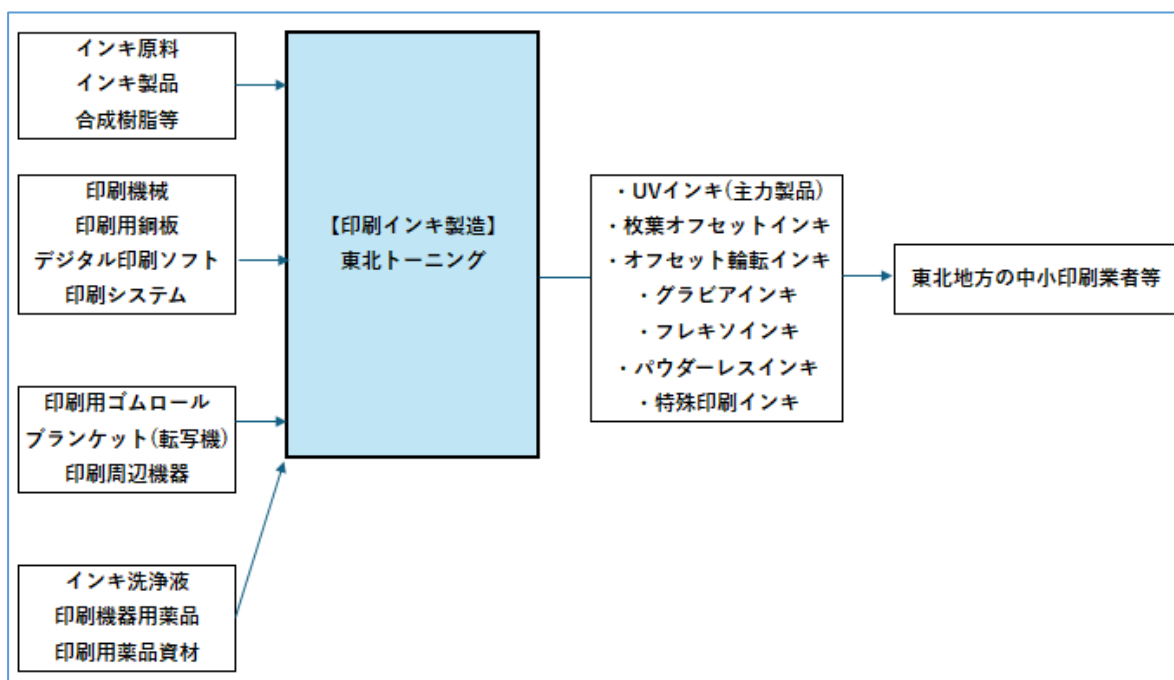 インキ原料
インキ製品
合成樹脂等
印刷機械
印刷用鋼板
デジタル印刷ソフト
印刷システム
印刷用ゴムロール
ブランケット(転写機)
印刷周辺機器
インキ洗浄液
印刷機器用薬品
印刷用薬品資材
【印刷インキ製造】
東北トーニング
・UVインキ(主力製品)
・枚葉オフセットインキ
・オフセット輪転インキ
・グラビアインキ
・フレキソインキ
・パウダーレスインキ
・特殊印刷インキ
東北地方の中小印刷業者等